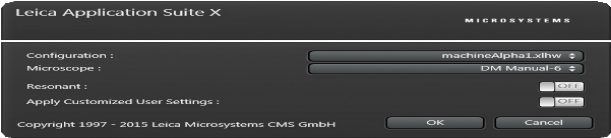 Leica Application Suite X
MICROSYSTEMS
Configuration : machineAlpha1.xlhw
Microscope : DM Manual-6
Resonant : OFF
Apply Customized User Settings : OFF
Copyright 1997 - 2015 Leica Microsystems CMS GmbH OK Cancel